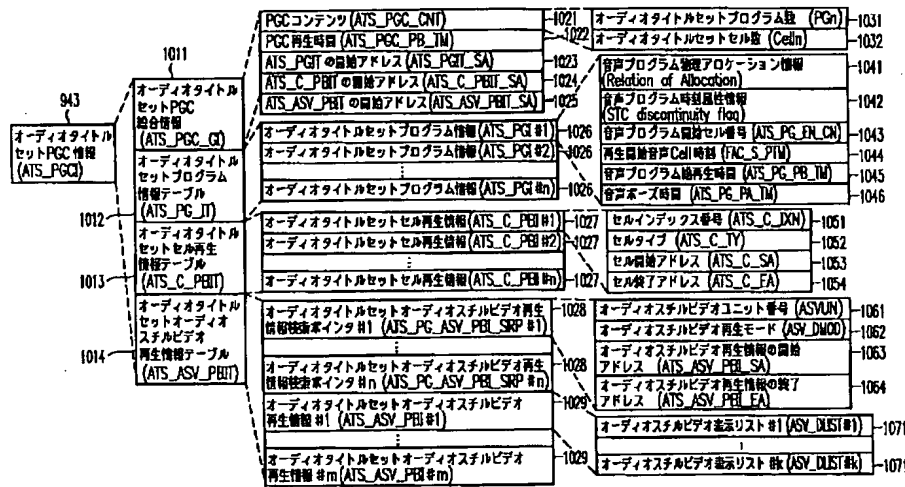 943
オーディオタイトル
セットPGC情報
(ATS_PGCI)
1011
オーディオタイトル
セットPGC
総合情報
(ATS_PGC_GI)
オーディオタイトル
セットプログラム
情報テーブル
(ATS_PG_IT)
1012
オーディオタイトル
セットセル再生
情報テーブル
(ATS_C_PBIT)
1013
オーディオタイトル
セットオーディオ
スチルビデオ
再生情報テーブル
(ATS_ASV_PBIT)
1014
PGCコンテンツ (ATS_PGC_CNT)
1021
PGC再生時間 (ATS_PGC_PB_TM)
1022
ATS_PGITの開始アドレス (ATS_PGIT_SA)
1023
ATS_C_PBITの開始アドレス (ATS_C_PBIT_SA)
1024
ATS_ASV_PBITの開始アドレス (ATS_ASV_PBIT_SA)
1025
オーディオタイトルセットプログラム情報 (ATS_PGI #1)
1026
オーディオタイトルセットプログラム情報 (ATS_PGI #2)
1026
オーディオタイトルセットプログラム情報 (ATS_PGI #n)
1026
オーディオタイトルセットセル再生情報 (ATS_C_PBI #1)
1027
オーディオタイトルセットセル再生情報 (ATS_C_PBI #2)
1027
オーディオタイトルセットセル再生情報 (ATS_C_PBI #n)
1027
オーディオタイトルセットオーディオスチルビデオ再生
情報検索ポインタ #1 (ATS_PG_ASV_PBI_SRP #1)
1028
オーディオタイトルセットオーディオスチルビデオ再生
情報検索ポインタ #n (ATS_PG_ASV_PBI_SRP #n)
1028
オーディオタイトルセットオーディオスチルビデオ
再生情報 #1 (ATS_ASV_PBI #1)
1029
オーディオタイトルセットオーディオスチルビデオ
再生情報 #m (ATS_ASV_PBI #m)
1029
オーディオタイトルセットプログラム数 (PGn)
1031
オーディオタイトルセットセル数 (Celln)
1032
音声プログラム物理アロケーション情報
(Relation of Allocation)
1041
音声プログラム時刻属性情報
(STC discontinuity flag)
1042
音声プログラム開始セル番号 (ATS_PG_EN_CN)
1043
再生開始音声Cell時刻 (FAC_S_PTM)
1044
音声プログラム総再生時間 (ATS_PG_PB_TM)
1045
音声ポーズ時間 (ATS_PG_PA_TM)
1046
セルインデックス番号 (ATS_C_IXN)
1051
セルタイプ (ATS_C_TY)
1052
セル開始アドレス (ATS_C_SA)
1053
セル終了アドレス (ATS_C_EA)
1054
オーディオスチルビデオユニット番号 (ASVUN)
1061
オーディオスチルビデオ再生モード (ASV_DMOD)
1062
オーディオスチルビデオ再生情報の開始
アドレス (ATS_ASV_PBI_SA)
1063
オーディオスチルビデオ再生情報の終了
アドレス (ATS_ASV_PBI_EA)
1064
オーディオスチルビデオ表示リスト #1 (ASV_DLIST #1)
1071
オーディオスチルビデオ表示リスト #k (ASV_DLIST #k)
1071